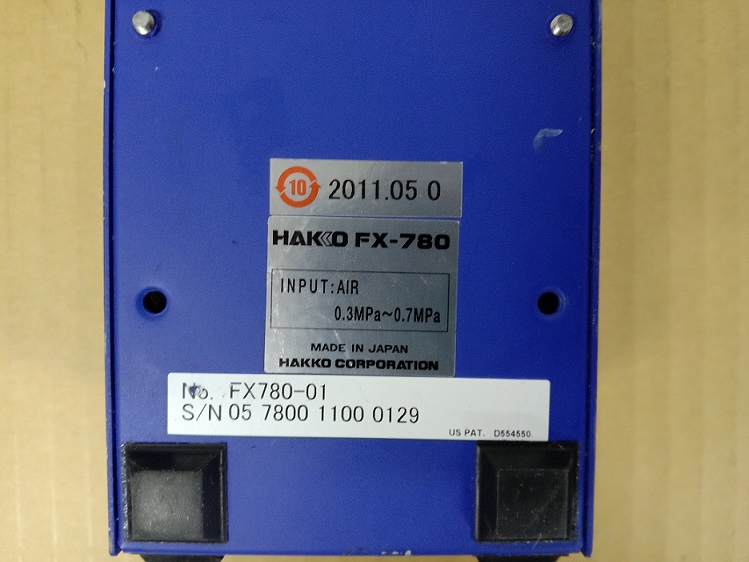 10 2011.05 0
HAKKO FX-780
INPUT:AIR
0.3MPa~0.7MPa
MADE IN JAPAN
HAKKO CORPORATION
No. FX780-01
S/N 05 7800 1100 0129
US PAT. D554550